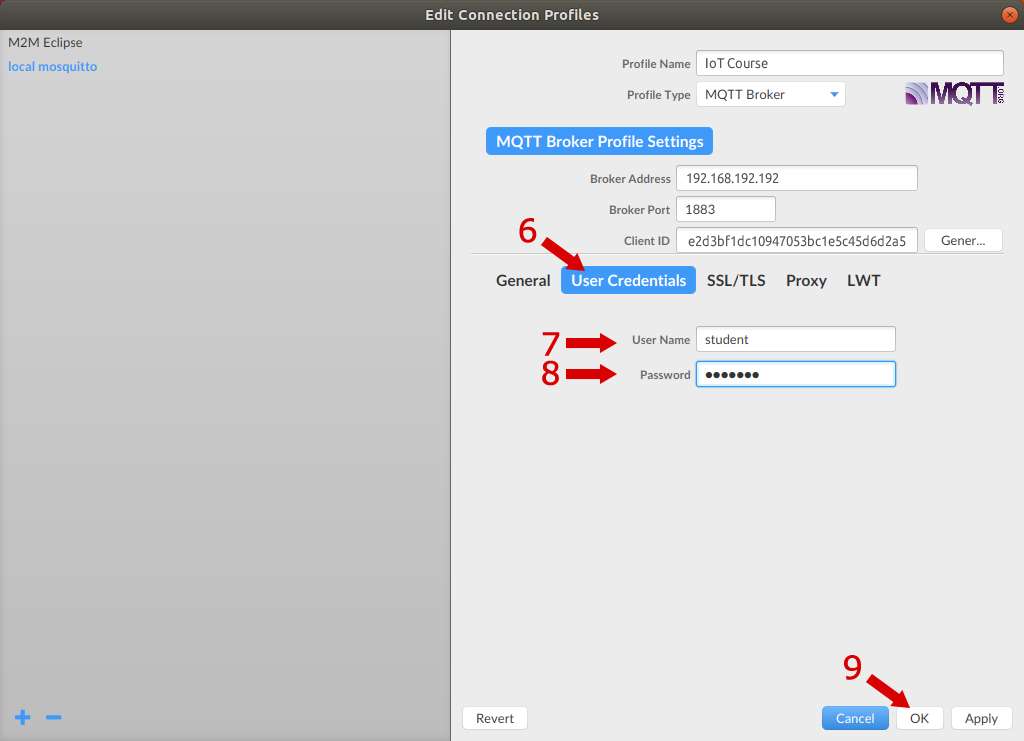 Edit Connection Profiles
M2M Eclipse
local mosquitto
Profile Name IoT Course
Profile Type MQTT Broker
MQTT.ORG
MQTT Broker Profile Settings
Broker Address 192.168.192.192
Broker Port 1883
6
Client ID e2d3bf1dc10947053bc1e5c45d6d2a5 Gener...
General User Credentials SSL/TLS Proxy LWT
7 User Name student
8 Password •••••••
9
Revert Cancel OK Apply